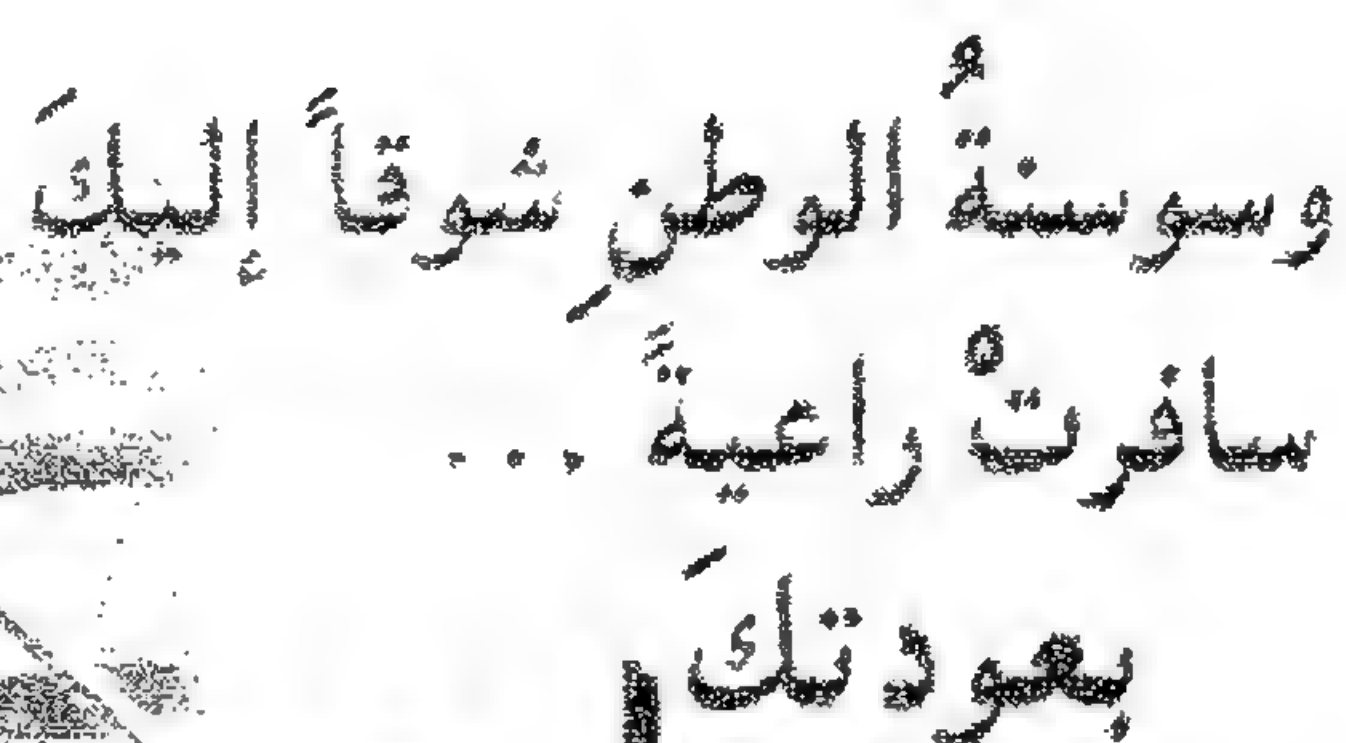 وسوسنةُ الوطنِ شوقاً إليكَ
سافرتْ راعيةً ...
بعودتكَ